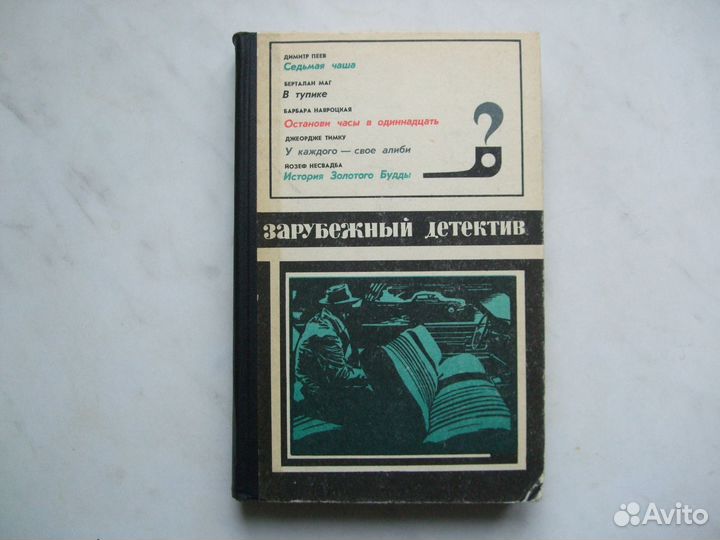 ДИМИТР ПЕЕВ
Седьмая чаша
БЕРТАЛАН МАГ
В тупике
БАРБАРА НАВРОЦКАЯ
Останови часы в одиннадцать
ДЖЕОРДЖЕ ТИМКУ
У каждого — свое алиби
ЙОЗЕФ НЕСВАДБА
История Золотого Будды
?
ЗАРУБЕЖНЫЙ ДЕТЕКТИВ
Avito